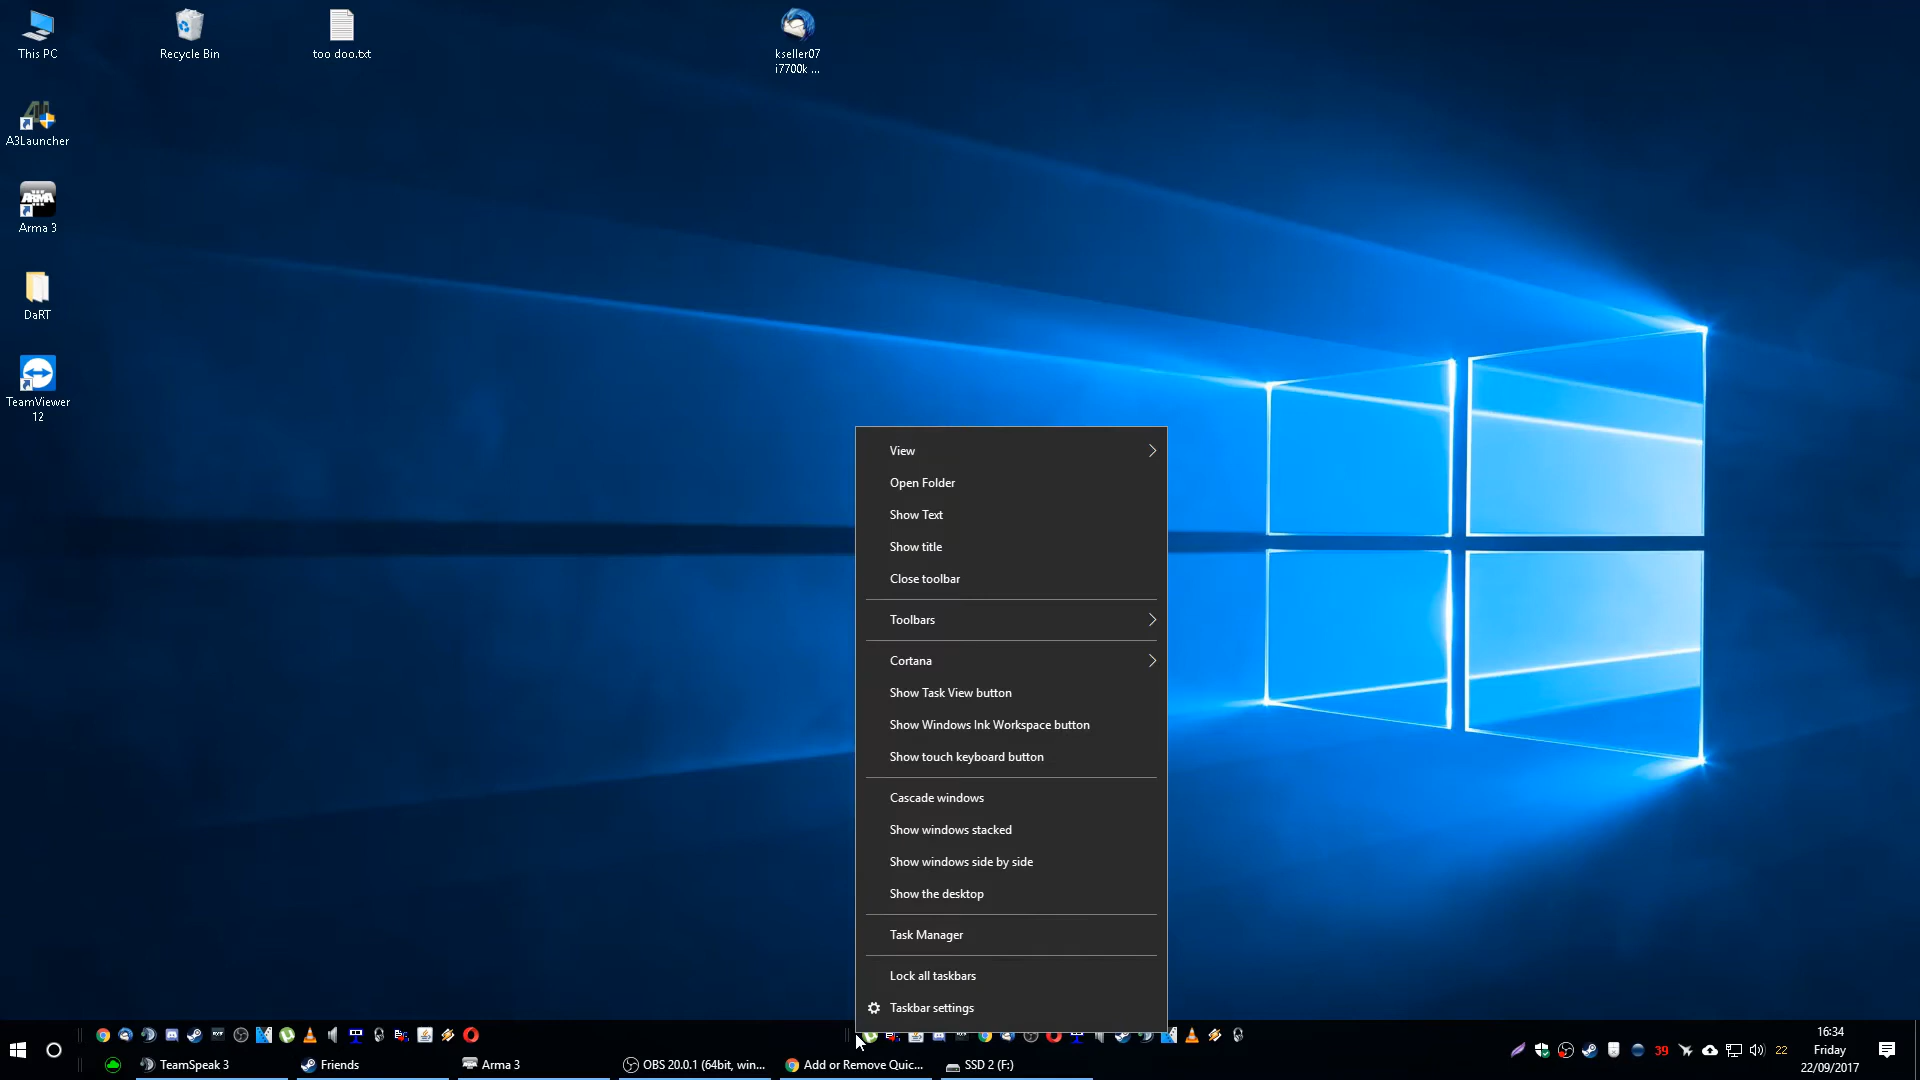 This PC
Recycle Bin
too doo.txt
kseller07
i7700k ...
A3Launcher
ARMA
Arma 3
DaRT
TeamViewer
12
View
Open Folder
Show Text
Show title
Close toolbar
Toolbars
Cortana
Show Task View button
Show Windows Ink Workspace button
Show touch keyboard button
Cascade windows
Show windows stacked
Show windows side by side
Show the desktop
Task Manager
Lock all taskbars
Taskbar settings
TeamSpeak 3
Friends
Arma 3
OBS 20.0.1 (64bit, win...
Add or Remove Quic...
SSD 2 (F:)
39
22
16:34
Friday
22/09/2017